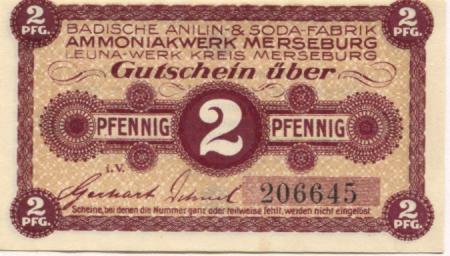 2 PFG.
2 PFG.
BADISCHE ANILIN- & SODA-FABRIK
AMMONIAKWERK MERSEBURG
LEUNA-WERK KREIS MERSEBURG
Gutschein über
PFENNIG 2 PFENNIG
i.V.
206645
Scheine, bei denen die Nummer ganz oder teilweise fehlt, werden nicht eingelöst
2 PFG.
2 PFG.